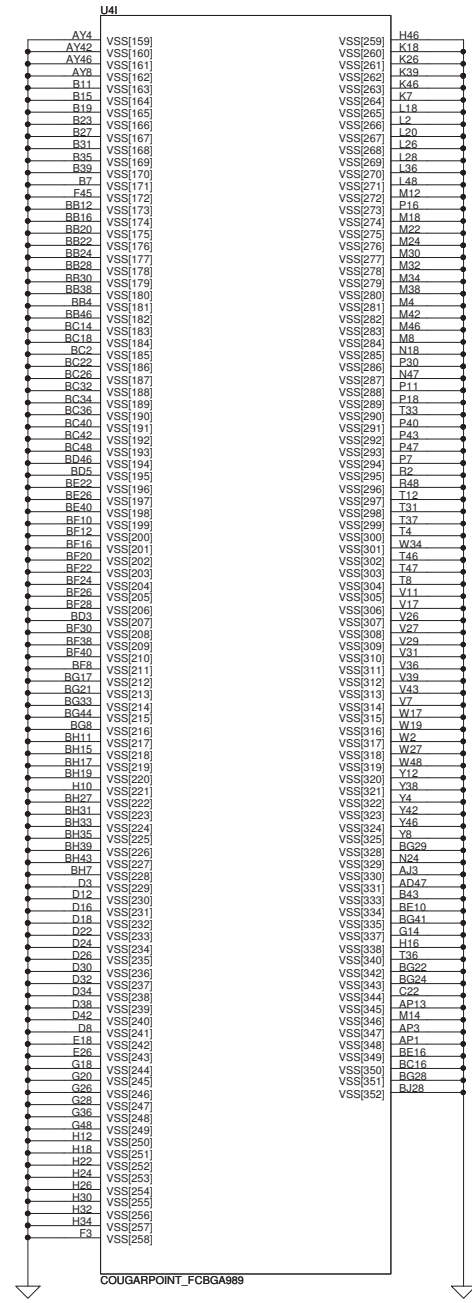 U4I
AY4 VSS[159] VSS[259] H46
AY42 VSS[160] VSS[260] K18
AY46 VSS[161] VSS[261] K26
AY8 VSS[162] VSS[262] K39
B11 VSS[163] VSS[263] K46
B15 VSS[164] VSS[264] K7
B19 VSS[165] VSS[265] L18
B23 VSS[166] VSS[266] L2
B27 VSS[167] VSS[267] L20
B31 VSS[168] VSS[268] L26
B35 VSS[169] VSS[269] L28
B39 VSS[170] VSS[270] L36
B7 VSS[171] VSS[271] L48
F45 VSS[172] VSS[272] M12
BB12 VSS[173] VSS[273] P16
BB16 VSS[174] VSS[274] M18
BB20 VSS[175] VSS[275] M22
BB22 VSS[176] VSS[276] M24
BB24 VSS[177] VSS[277] M30
BB28 VSS[178] VSS[278] M32
BB30 VSS[179] VSS[279] M34
BB38 VSS[180] VSS[280] M38
BB4 VSS[181] VSS[281] M4
BB46 VSS[182] VSS[282] M42
BC14 VSS[183] VSS[283] M46
BC18 VSS[184] VSS[284] M8
BC2 VSS[185] VSS[285] N18
BC22 VSS[186] VSS[286] P30
BC26 VSS[187] VSS[287] N47
BC32 VSS[188] VSS[288] P11
BC34 VSS[189] VSS[289] P18
BC36 VSS[190] VSS[290] T33
BC40 VSS[191] VSS[291] P40
BC42 VSS[192] VSS[292] P43
BC48 VSS[193] VSS[293] P47
BD46 VSS[194] VSS[294] P7
BD5 VSS[195] VSS[295] R2
BE22 VSS[196] VSS[296] R48
BE26 VSS[197] VSS[297] T12
BE40 VSS[198] VSS[298] T31
BF10 VSS[199] VSS[299] T37
BF12 VSS[200] VSS[300] T4
BF16 VSS[201] VSS[301] W34
BF20 VSS[202] VSS[302] T46
BF22 VSS[203] VSS[303] T47
BF24 VSS[204] VSS[304] T8
BF26 VSS[205] VSS[305] V11
BF28 VSS[206] VSS[306] V17
BD3 VSS[207] VSS[307] V26
BF30 VSS[208] VSS[308] V27
BF38 VSS[209] VSS[309] V29
BF40 VSS[210] VSS[310] V31
BF8 VSS[211] VSS[311] V36
BG17 VSS[212] VSS[312] V39
BG21 VSS[213] VSS[313] V43
BG33 VSS[214] VSS[314] V7
BG44 VSS[215] VSS[315] W17
BG8 VSS[216] VSS[316] W19
BH11 VSS[217] VSS[317] W2
BH15 VSS[218] VSS[318] W27
BH17 VSS[219] VSS[319] W48
BH19 VSS[220] VSS[320] Y12
H10 VSS[221] VSS[321] Y38
BH27 VSS[222] VSS[322] Y4
BH31 VSS[223] VSS[323] Y42
BH33 VSS[224] VSS[324] Y46
BH35 VSS[225] VSS[325] Y8
BH39 VSS[226] VSS[328] BG29
BH43 VSS[227] VSS[329] N24
BH7 VSS[228] VSS[330] AJ3
D3 VSS[229] VSS[331] AD47
D12 VSS[230] VSS[333] B43
D16 VSS[231] VSS[334] BE10
D18 VSS[232] VSS[335] BG41
D22 VSS[233] VSS[337] G14
D24 VSS[234] VSS[338] H16
D26 VSS[235] VSS[340] T36
D30 VSS[236] VSS[342] BG22
D32 VSS[237] VSS[343] BG24
D34 VSS[238] VSS[344] C22
D38 VSS[239] VSS[345] AP13
D42 VSS[240] VSS[346] M14
D8 VSS[241] VSS[347] AP3
E18 VSS[242] VSS[348] AP1
E26 VSS[243] VSS[349] BE16
G18 VSS[244] VSS[350] BC16
G20 VSS[245] VSS[351] BG28
G26 VSS[246] VSS[352] BJ28
G28 VSS[247]
G36 VSS[248]
G48 VSS[249]
H12 VSS[250]
H18 VSS[251]
H22 VSS[252]
H24 VSS[253]
H26 VSS[254]
H30 VSS[255]
H32 VSS[256]
H34 VSS[257]
F3 VSS[258]
COUGARPOINT_FCBGA989